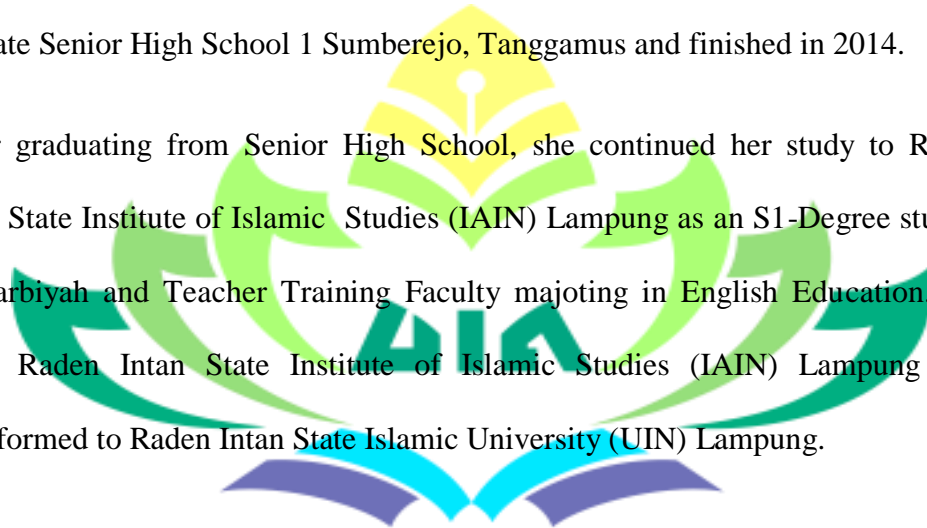 ate Senior High School 1 Sumberejo, Tanggamus and finished in 2014.
r graduating from Senior High School, she continued her study to R
State Institute of Islamic Studies (IAIN) Lampung as an S1-Degree stu
arbiyah and Teacher Training Faculty majoting in English Education.
UIN
Raden Intan State Institute of Islamic Studies (IAIN) Lampung
formed to Raden Intan State Islamic University (UIN) Lampung.